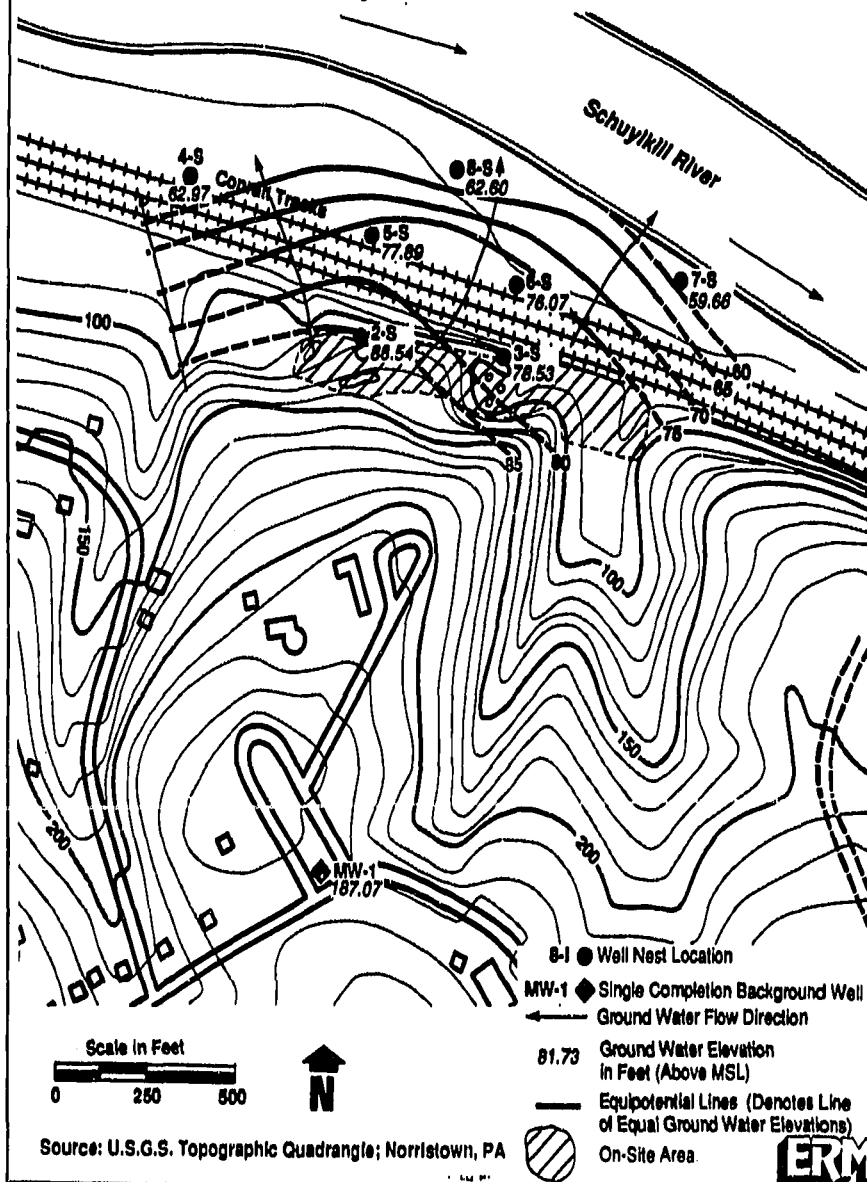 Schuylkill River
4-S
62.97
Conrail Tracks
8-S
62.60
5-S
77.69
6-S
76.07
7-S
59.66
100
2-S
88.54
3-S
78.53
60
65
70
75
85
80
150
100
150
200
200
MW-1
187.07
8-I Well Nest Location
MW-1 Single Completion Background Well
Ground Water Flow Direction
81.73 Ground Water Elevation
in Feet (Above MSL)
Equipotential Lines (Denotes Line
of Equal Ground Water Elevations)
On-Site Area
Scale in Feet
0 250 500
N
Source: U.S.G.S. Topographic Quadrangle; Norristown, PA
ERM